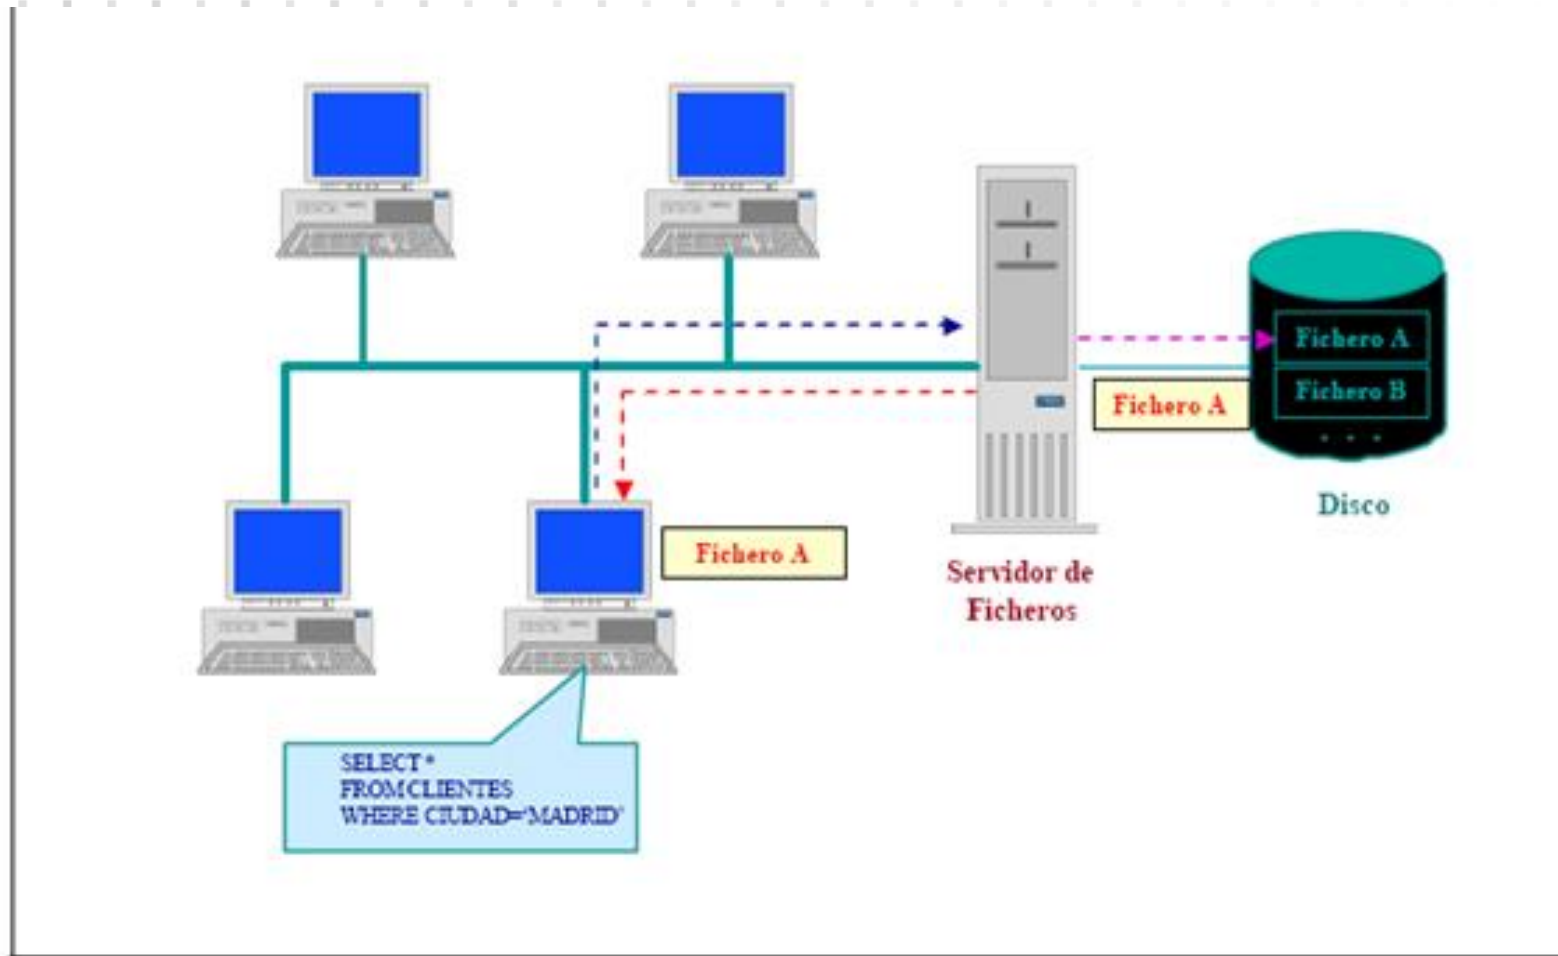 Fichero A
Fichero B
Fichero A
Disco
Fichero A
Servidor de
Ficheros
SELECT *
FROM CLIENTES
WHERE CIUDAD='MADRID'